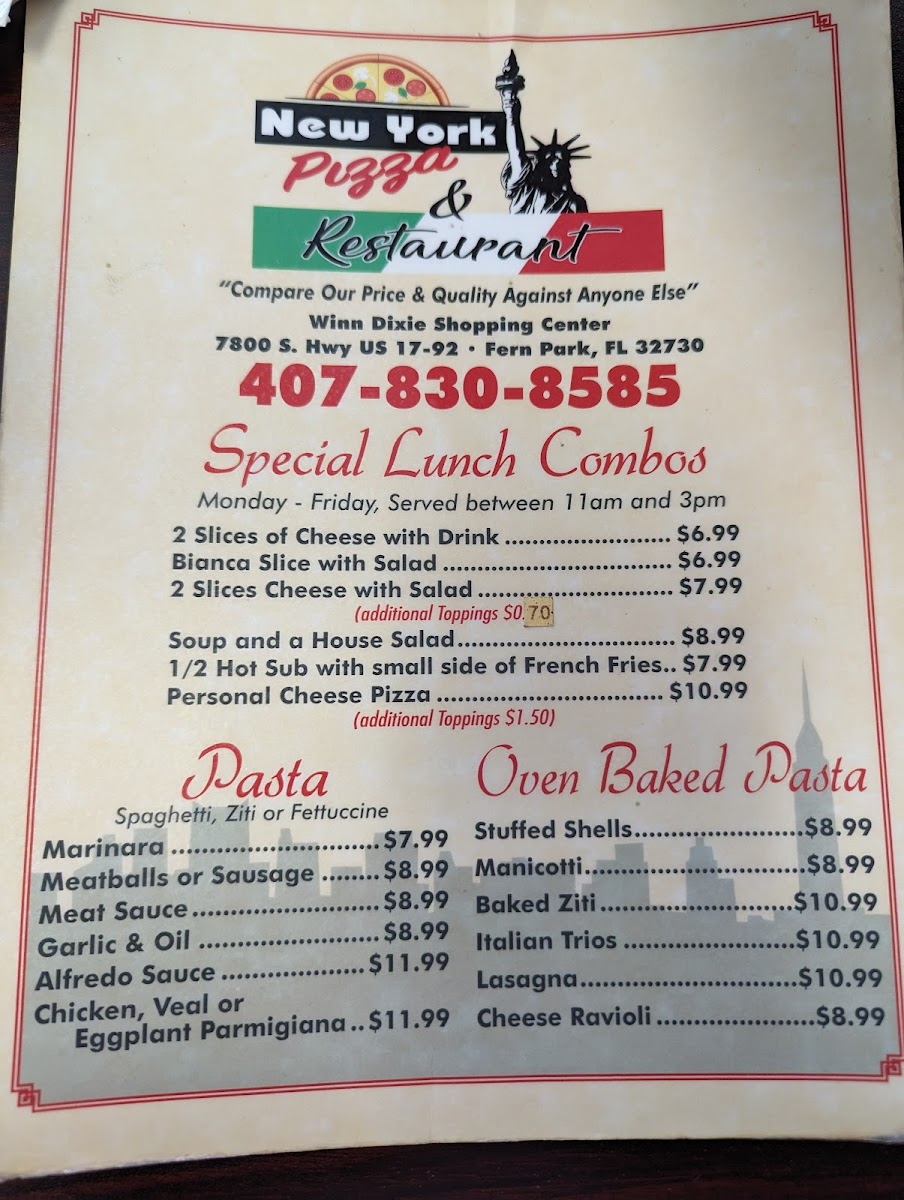 New York
Pizza
&
Restaurant
"Compare Our Price & Quality Against Anyone Else"
Winn Dixie Shopping Center
7800 S. Hwy US 17-92 • Fern Park, FL 32730
407-830-8585
Special Lunch Combos
Monday - Friday, Served between 11am and 3pm
2 Slices of Cheese with Drink ........................ $6.99
Bianca Slice with Salad ................................. $6.99
2 Slices Cheese with Salad ............................ $7.99
(additional Toppings $0.70
Soup and a House Salad............................... $8.99
1/2 Hot Sub with small side of French Fries.. $7.99
Personal Cheese Pizza ................................ $10.99
(additional Toppings $1.50)
Pasta
Spaghetti, Ziti or Fettuccine
Marinara ..............................$7.99
Meatballs or Sausage ........$8.99
Meat Sauce...........................$8.99
Garlic & Oil ..........................$8.99
Alfredo Sauce ....................$11.99
Chicken, Veal or
Eggplant Parmigiana..$11.99
Oven Baked Pasta
Stuffed Shells........................$8.99
Manicotti...............................$8.99
Baked Ziti...........................$10.99
Italian Trios ........................$10.99
Lasagna..............................$10.99
Cheese Ravioli ......................$8.99